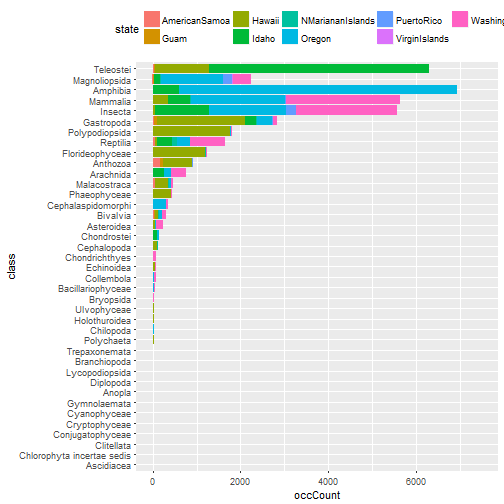 state
AmericanSamoa Hawaii NMariananIslands PuertoRico Washing
Guam Idaho Oregon VirginIslands
class
Teleostei
Magnoliopsida
Amphibia
Mammalia
Insecta
Gastropoda
Polypodiopsida
Reptilia
Florideophyceae
Anthozoa
Arachnida
Malacostraca
Phaeophyceae
Cephalaspidomorphi
Bivalvia
Asteroidea
Chondrostei
Cephalopoda
Chondrichthyes
Echinoidea
Collembola
Bacillariophyceae
Bryopsida
Ulvophyceae
Holothuroidea
Chilopoda
Polychaeta
Trepaxonemata
Branchiopoda
Lycopodiopsida
Diplopoda
Anopla
Gymnolaemata
Cyanophyceae
Cryptophyceae
Conjugatophyceae
Clitellata
Chlorophyta incertae sedis
Ascidiacea
0 2000 4000 6000
occCount